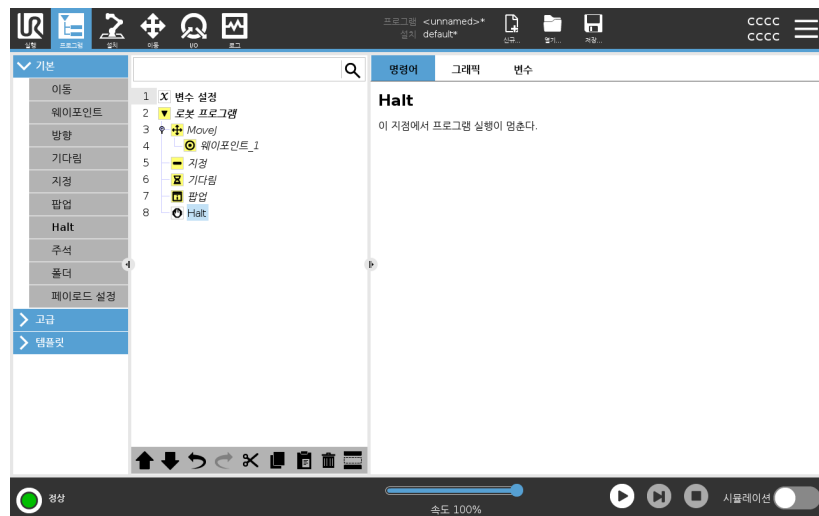 UR
실행
프로그램
설치
이동
I/O
로그
프로그램 <unnamed>*
설치 default*
신규...
열기...
저장...
CCCC
CCCC
기본
이동
웨이포인트
방향
기다림
지정
팝업
Halt
주석
폴더
페이로드 설정
고급
템플릿
1 X 변수 설정
2 로봇 프로그램
3 MoveJ
4 웨이포인트_1
5 지정
6 기다림
7 팝업
8 Halt
명령어 그래픽 변수
Halt
이 지점에서 프로그램 실행이 멈춘다.
정상
속도 100%
시뮬레이션